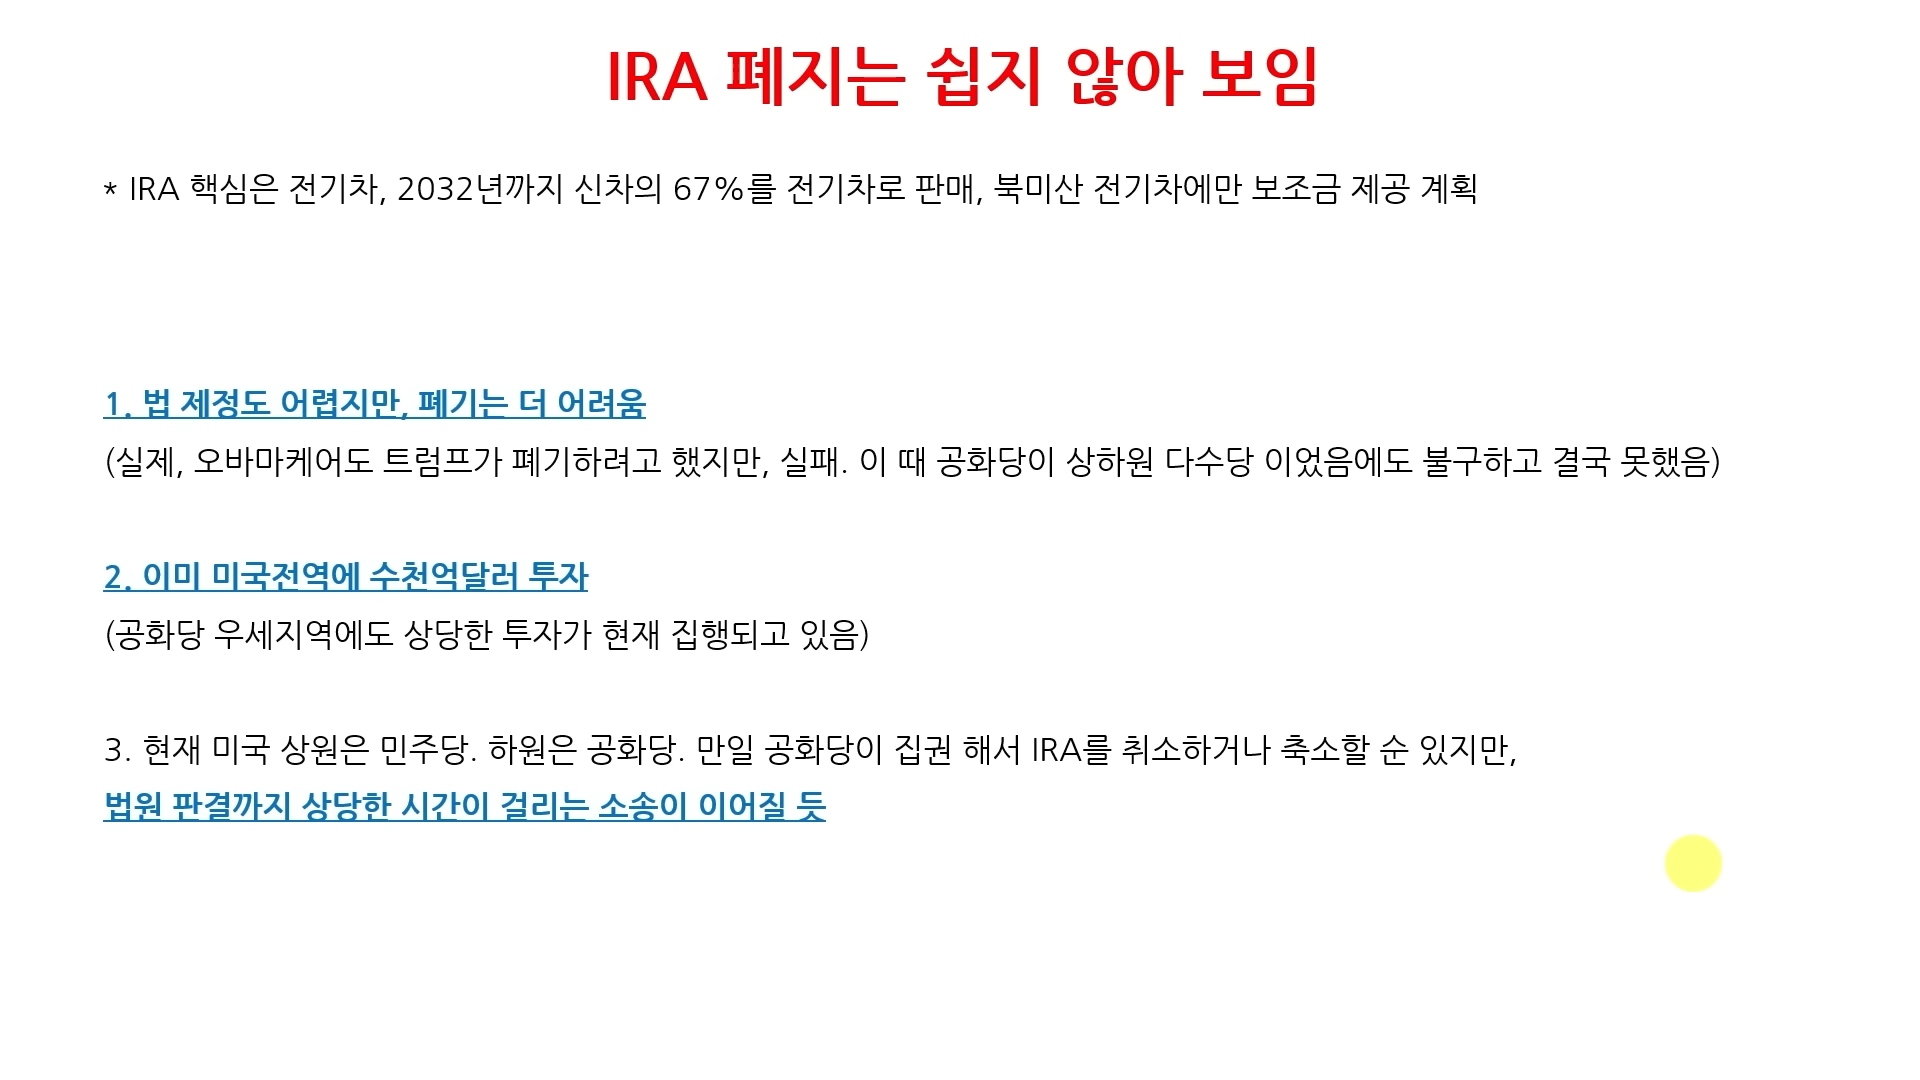 IRA 폐지는 쉽지 않아 보임
* IRA 핵심은 전기차, 2032년까지 신차의 67%를 전기차로 판매, 북미산 전기차에만 보조금 제공 계획
1. 법 제정도 어렵지만, 폐기는 더 어려움
(실제, 오바마케어도 트럼프가 폐기하려고 했지만, 실패. 이 때 공화당이 상하원 다수당 이었음에도 불구하고 결국 못했음)
2. 이미 미국전역에 수천억달러 투자
(공화당 우세지역에도 상당한 투자가 현재 집행되고 있음)
3. 현재 미국 상원은 민주당. 하원은 공화당. 만일 공화당이 집권 해서 IRA를 취소하거나 축소할 순 있지만,
법원 판결까지 상당한 시간이 걸리는 소송이 이어질 듯